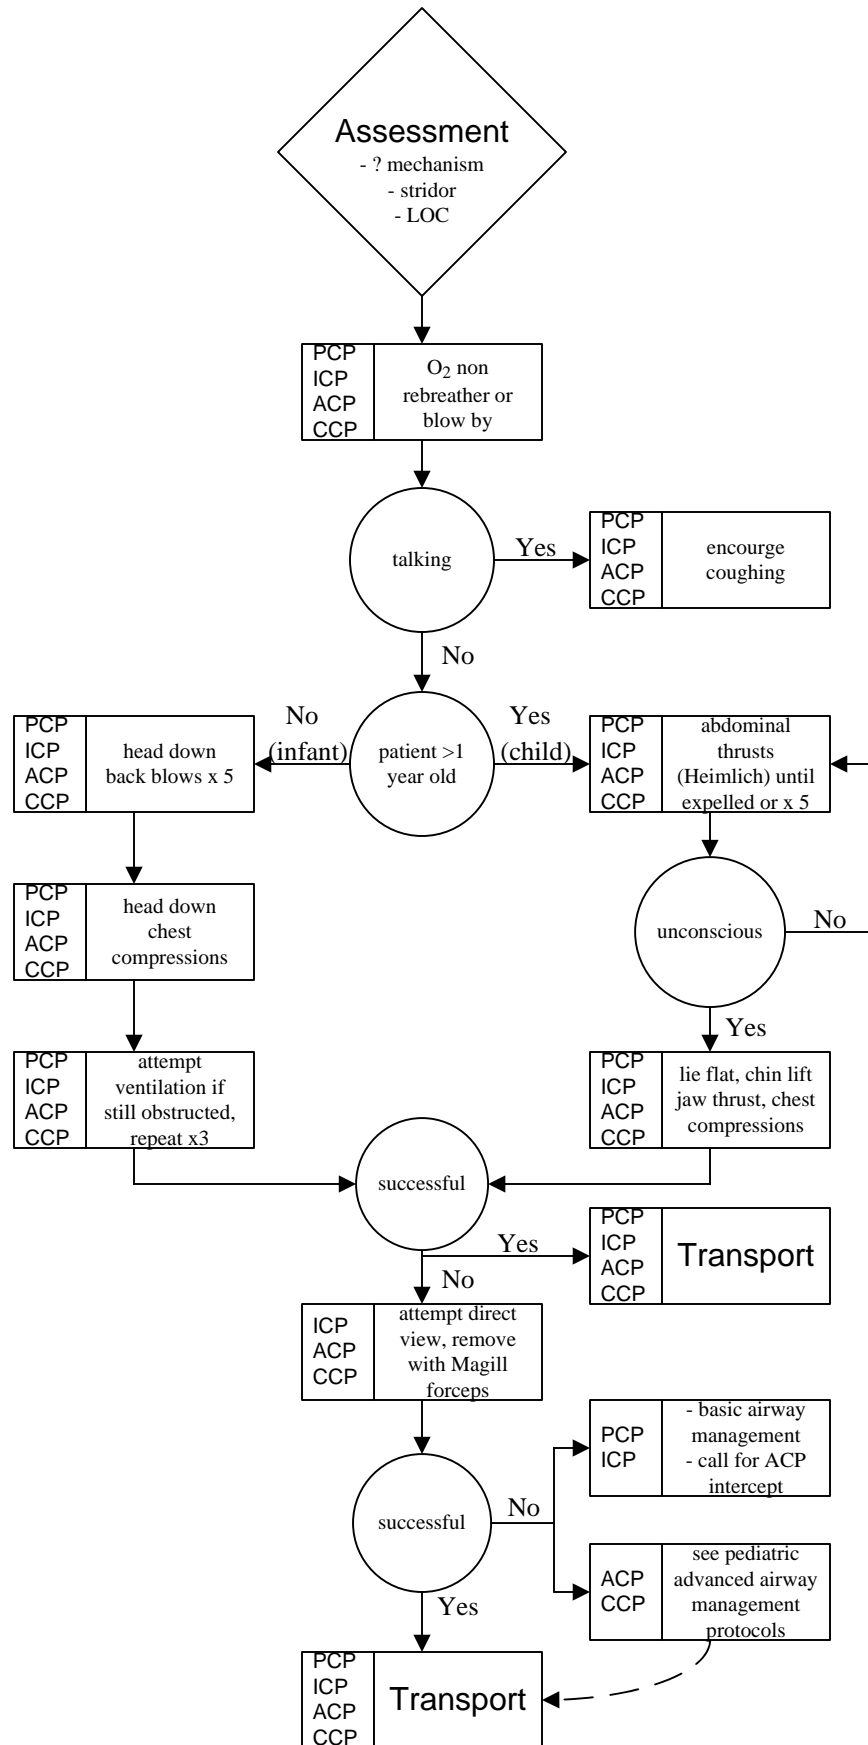 Assessment
- ? mechanism
- stridor
- LOC
PCP
ICP
ACP
CCP
O2 non
rebreather or
blow by
talking
Yes
PCP
ICP
ACP
CCP
encourge
coughing
No
PCP
ICP
ACP
CCP
head down
back blows x 5
No
(infant)
patient >1
year old
Yes
(child)
PCP
ICP
ACP
CCP
abdominal
thrusts
(Heimlich) until
expelled or x 5
PCP
ICP
ACP
CCP
head down
chest
compressions
unconscious
No
Yes
PCP
ICP
ACP
CCP
attempt
ventilation if
still obstructed,
repeat x3
PCP
ICP
ACP
CCP
lie flat, chin lift
jaw thrust, chest
compressions
successful
Yes
PCP
ICP
ACP
CCP
Transport
No
ICP
ACP
CCP
attempt direct
view, remove
with Magill
forceps
PCP
ICP
- basic airway
management
- call for ACP
intercept
successful
No
ACP
CCP
see pediatric
advanced airway
management
protocols
Yes
PCP
ICP
ACP
CCP
Transport